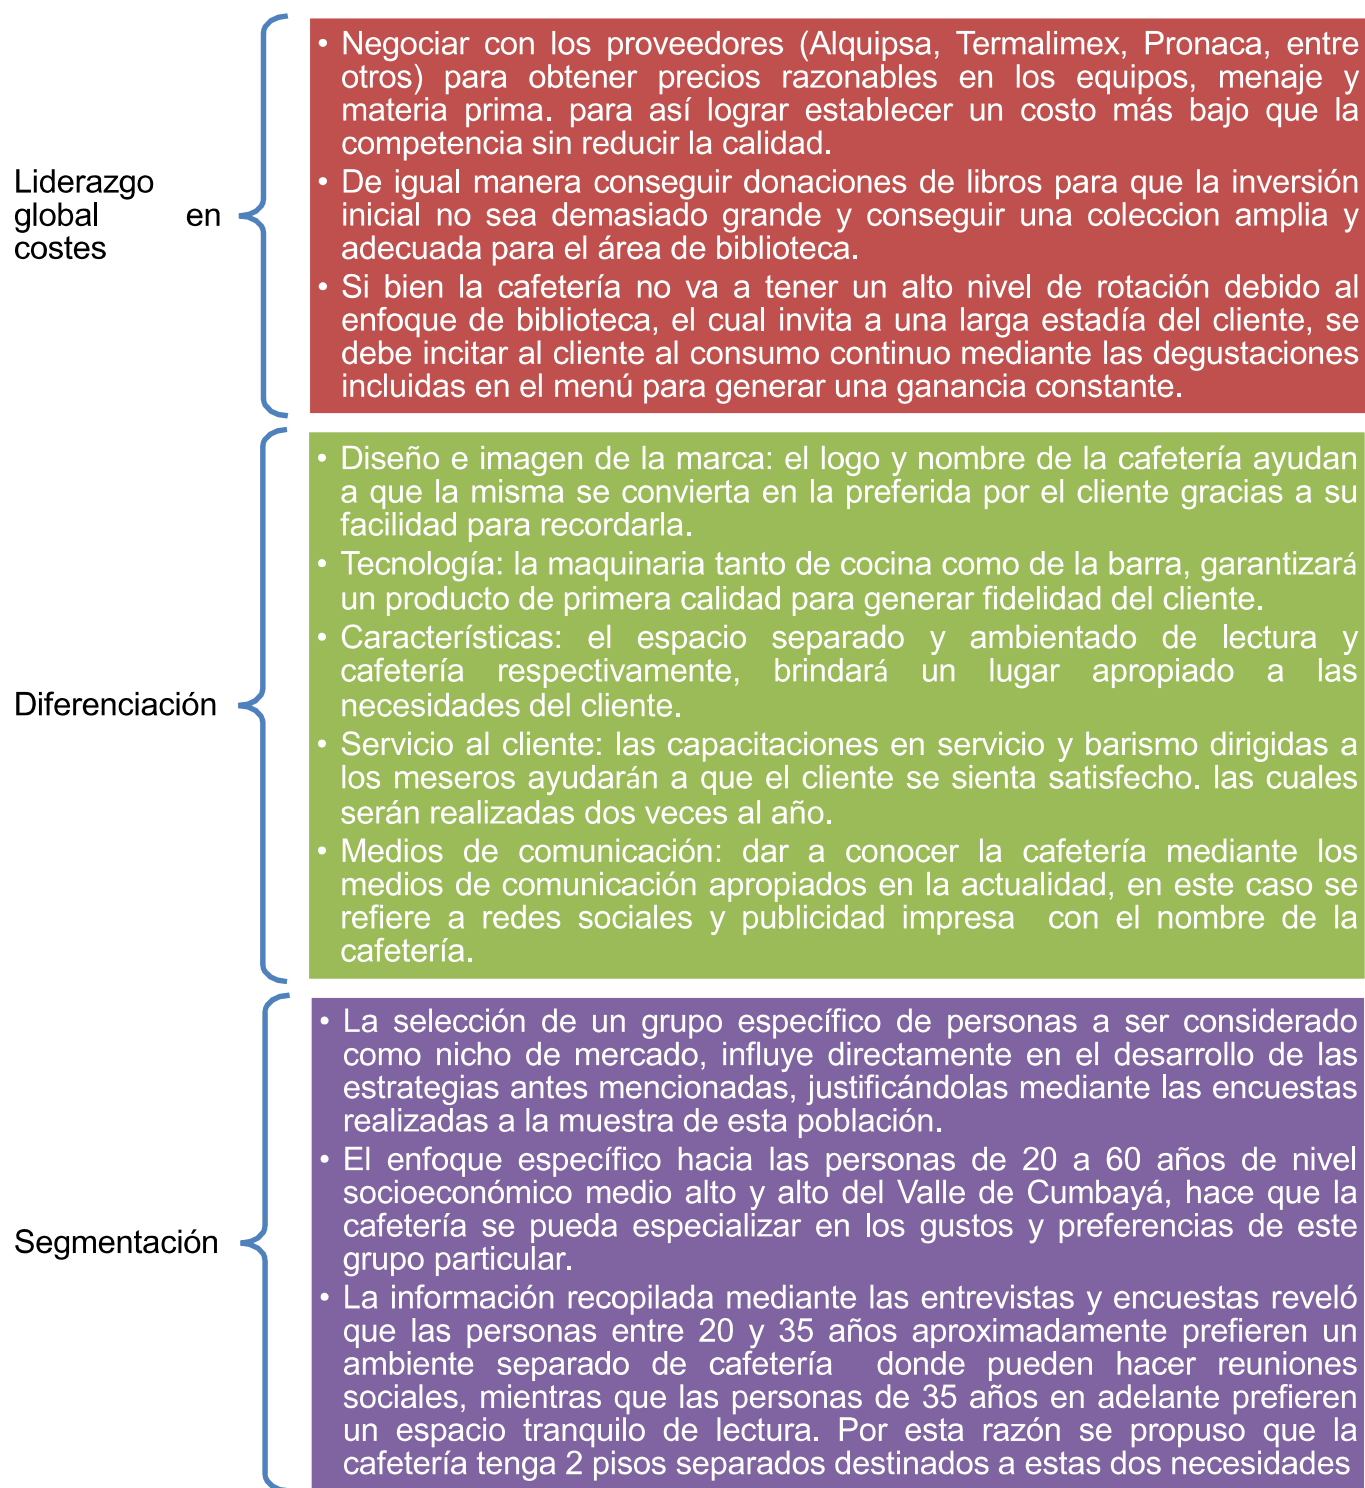 Liderazgo
global en
costes
• Negociar con los proveedores (Alquipsa, Termalimex, Pronaca, entre
otros) para obtener precios razonables en los equipos, menaje y
materia prima. para así lograr establecer un costo más bajo que la
competencia sin reducir la calidad.
• De igual manera conseguir donaciones de libros para que la inversión
inicial no sea demasiado grande y conseguir una coleccion amplia y
adecuada para el área de biblioteca.
• Si bien la cafetería no va a tener un alto nivel de rotación debido al
enfoque de biblioteca, el cual invita a una larga estadía del cliente, se
debe incitar al cliente al consumo continuo mediante las degustaciones
incluidas en el menú para generar una ganancia constante.
Diferenciación
• Diseño e imagen de la marca: el logo y nombre de la cafetería ayudan
a que la misma se convierta en la preferida por el cliente gracias a su
facilidad para recordarla.
• Tecnología: la maquinaria tanto de cocina como de la barra, garantizará
un producto de primera calidad para generar fidelidad del cliente.
• Características: el espacio separado y ambientado de lectura y
cafetería respectivamente, brindará un lugar apropiado a las
necesidades del cliente.
• Servicio al cliente: las capacitaciones en servicio y barismo dirigidas a
los meseros ayudarán a que el cliente se sienta satisfecho. las cuales
serán realizadas dos veces al año.
• Medios de comunicación: dar a conocer la cafetería mediante los
medios de comunicación apropiados en la actualidad, en este caso se
refiere a redes sociales y publicidad impresa con el nombre de la
cafetería.
Segmentación
• La selección de un grupo específico de personas a ser considerado
como nicho de mercado, influye directamente en el desarrollo de las
estrategias antes mencionadas, justificándolas mediante las encuestas
realizadas a la muestra de esta población.
• El enfoque específico hacia las personas de 20 a 60 años de nivel
socioeconómico medio alto y alto del Valle de Cumbayá, hace que la
cafetería se pueda especializar en los gustos y preferencias de este
grupo particular.
• La información recopilada mediante las entrevistas y encuestas reveló
que las personas entre 20 y 35 años aproximadamente prefieren un
ambiente separado de cafetería donde pueden hacer reuniones
sociales, mientras que las personas de 35 años en adelante prefieren
un espacio tranquilo de lectura. Por esta razón se propuso que la
cafetería tenga 2 pisos separados destinados a estas dos necesidades